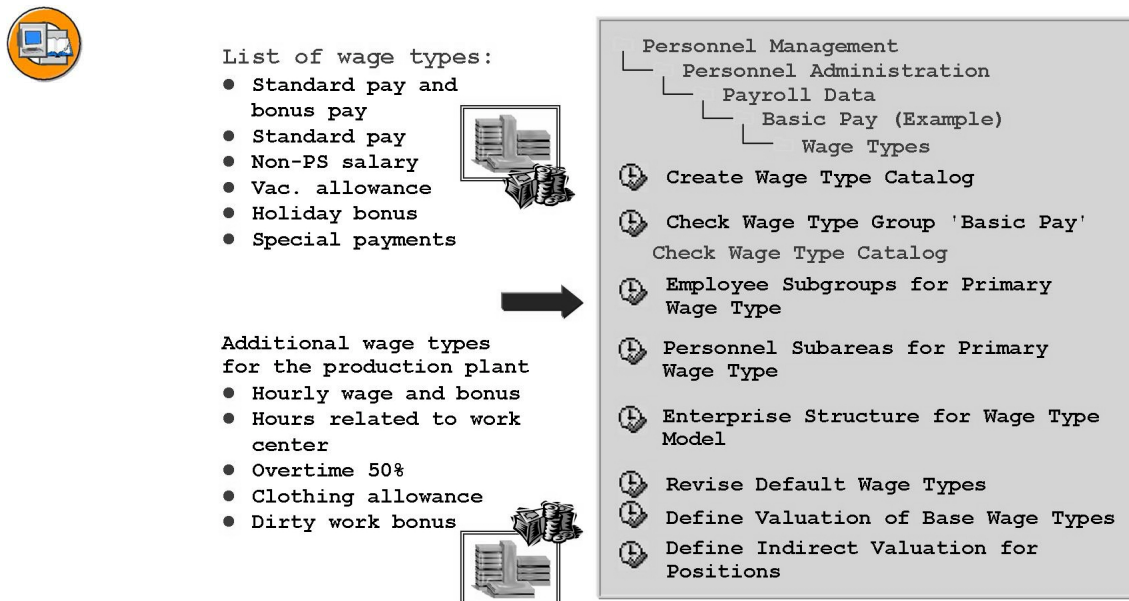 List of wage types:
● Standard pay and
bonus pay
● Standard pay
● Non-PS salary
● Vac. allowance
● Holiday bonus
● Special payments
Additional wage types
for the production plant
● Hourly wage and bonus
● Hours related to work
center
● Overtime 50%
● Clothing allowance
● Dirty work bonus
Personnel Management
Personnel Administration
Payroll Data
Basic Pay (Example)
Wage Types
Create Wage Type Catalog
Check Wage Type Group 'Basic Pay'
Check Wage Type Catalog
Employee Subgroups for Primary
Wage Type
Personnel Subareas for Primary
Wage Type
Enterprise Structure for Wage Type
Model
Revise Default Wage Types
Define Valuation of Base Wage Types
Define Indirect Valuation for
Positions